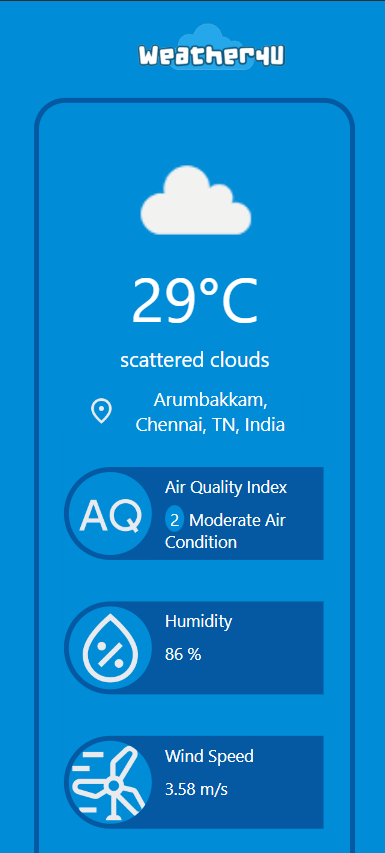 Weather4U
29°C
scattered clouds
Arumbakkam,
Chennai, TN, India
AQ
Air Quality Index
2 Moderate Air
Condition
Humidity
86 %
Wind Speed
3.58 m/s